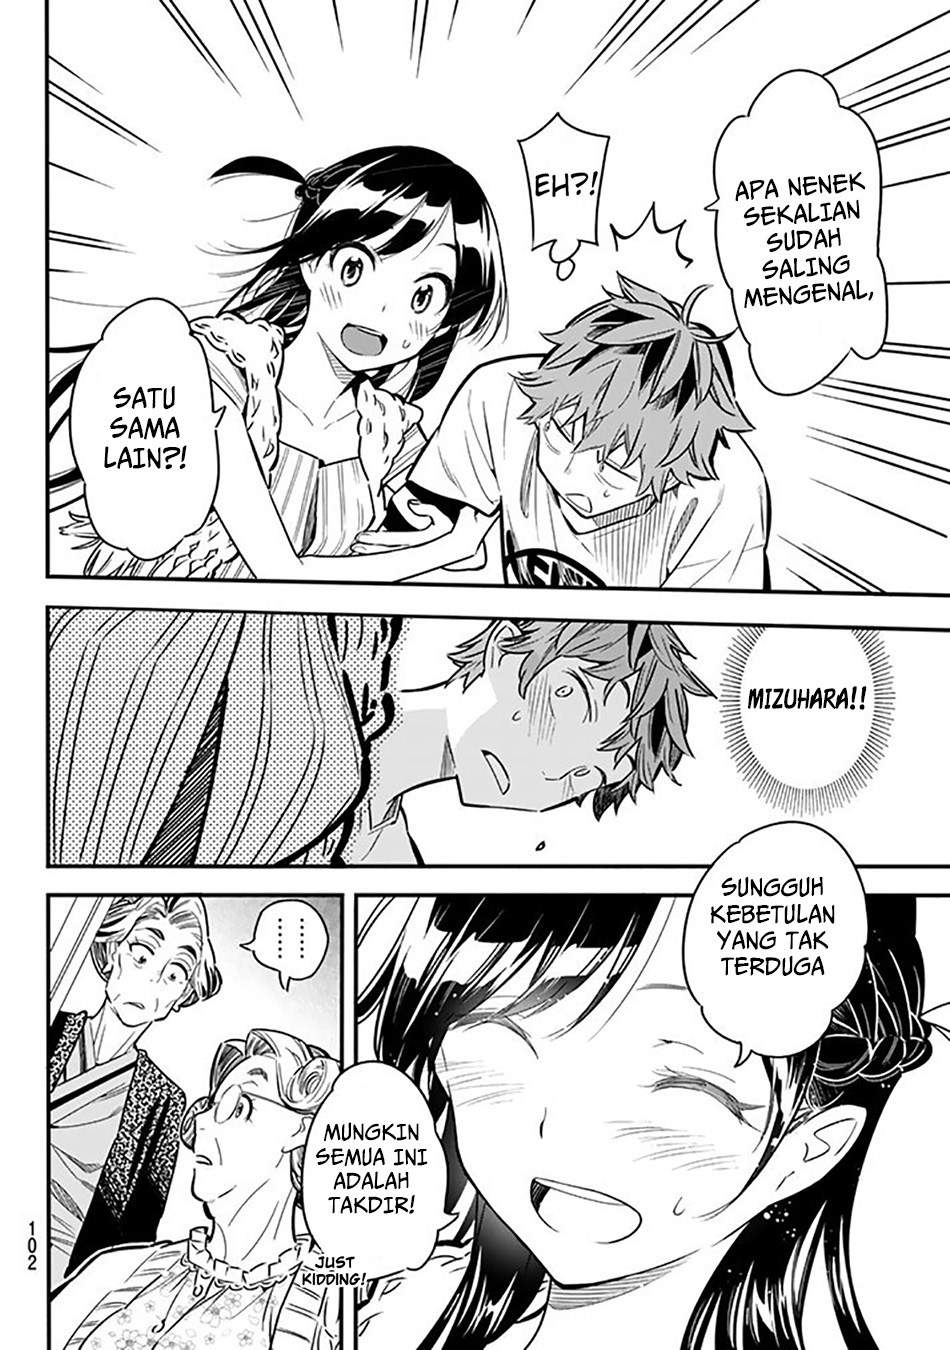 APA NENEK
SEKALIAN
SUDAH
SALING
MENGENAL,
EH?!
SATU
SAMA
LAIN?!
MIZUHARA!!
SUNGGUH
KEBETULAN
YANG TAK
TERDUGA
MUNGKIN
SEMUA INI
ADALAH
TAKDIR!
JUST
KIDDING!
102